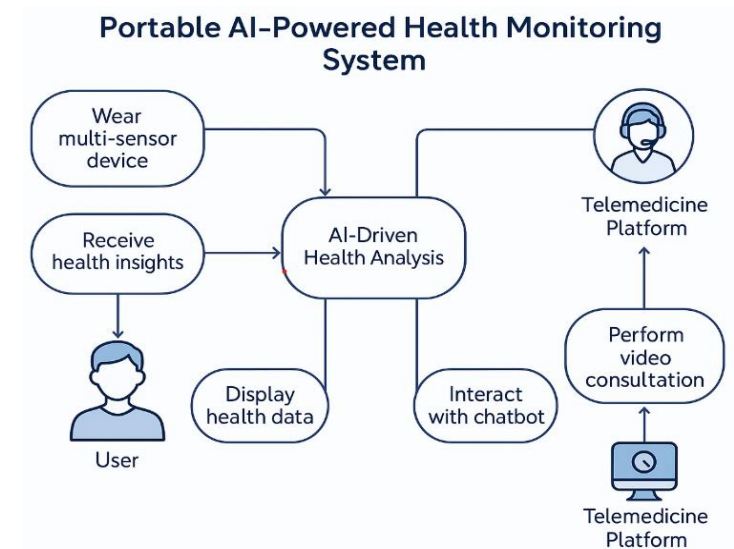 Portable AI-Powered Health Monitoring
System
Wear
multi-sensor
device
Receive
health insights
User
AI-Driven
Health Analysis
Display
health data
Interact
with chatbot
Telemedicine
Platform
Perform
video
consultation
Telemedicine
Platform